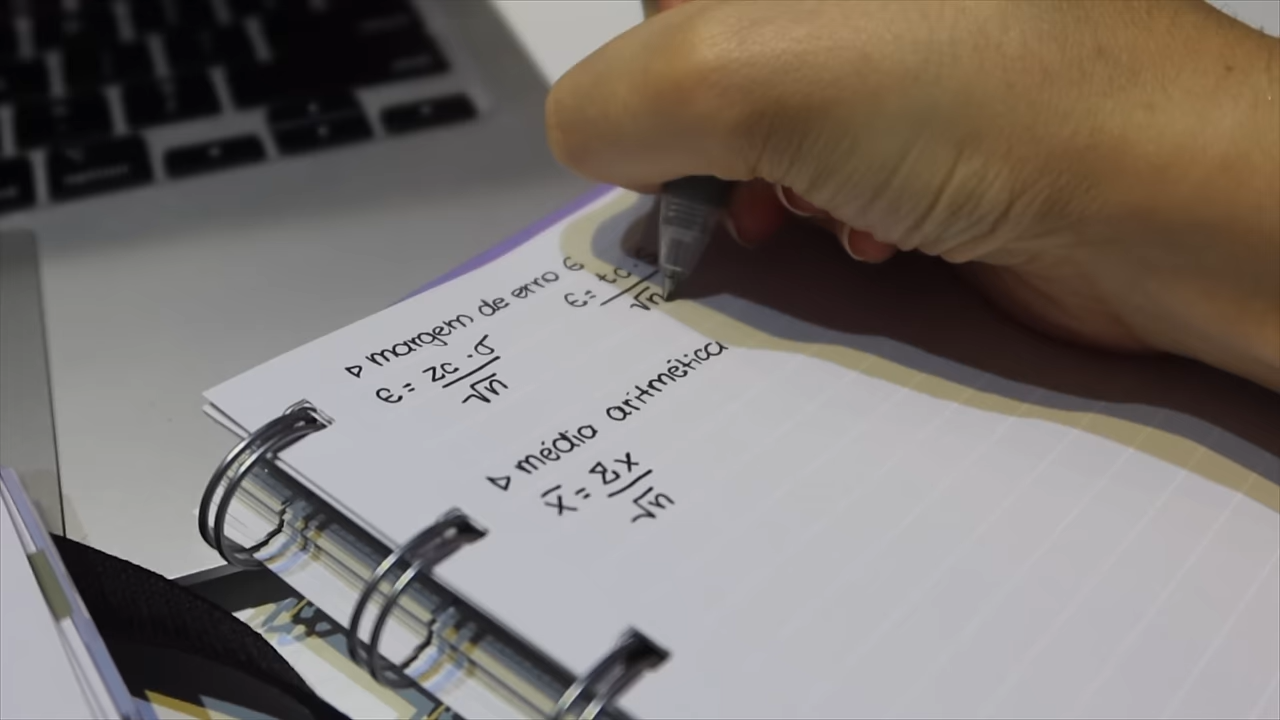 ▷ margem de erro ϵ
ϵ = zc · σ / √n
ϵ = tc · s / √n
▷ média aritmética
x̄ = Σx / √n